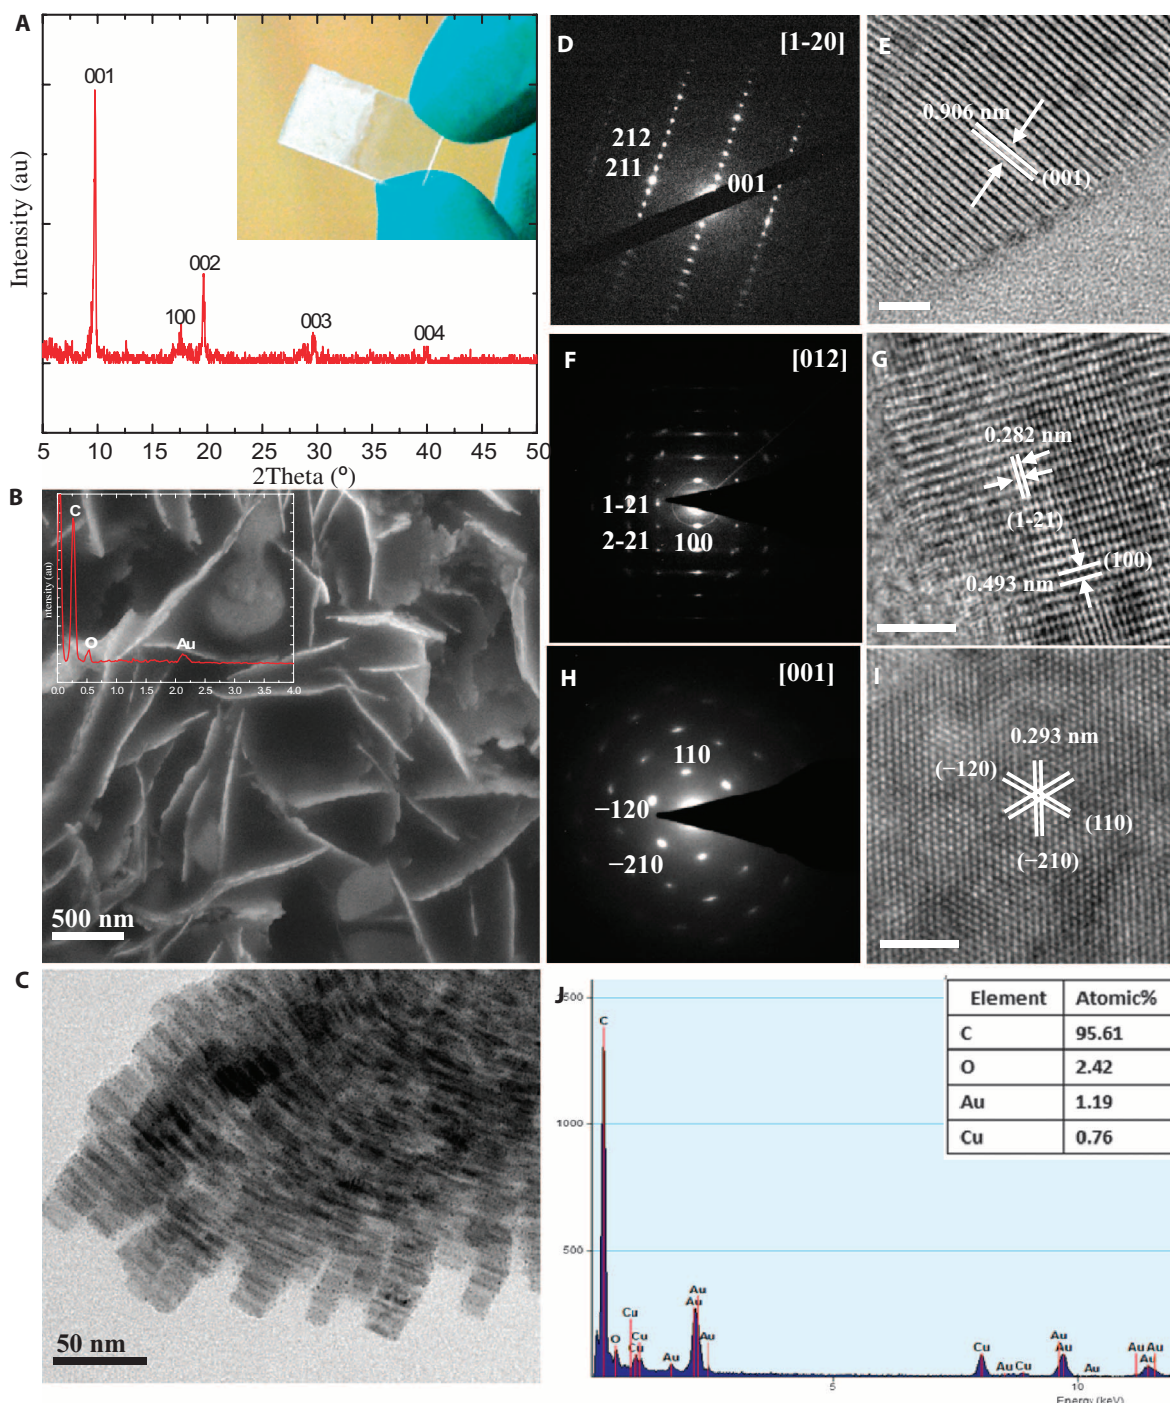 A
001
002
100
003
004
Intensity (au)
5 10 15 20 25 30 35 40 45 50
2Theta (°)
B
C
O
Au
ntensity (au)
0.0 0.5 1.0 1.5 2.0 2.5 3.0 3.5 4.0
500 nm
C
50 nm
D
[1-20]
212
211
001
E
0.906 nm
(001)
F
[012]
1-21
2-21
100
G
0.282 nm
(1-21)
(100)
0.493 nm
H
[001]
110
−120
−210
I
0.293 nm
(−120)
(110)
(−210)
J
Element Atomic%
C 95.61
O 2.42
Au 1.19
Cu 0.76
1500
1000
500
C
O
Cu
Cu
Cu
Au
Au
Au
Au
Cu
Au
Cu
Au
Au
Au
Au
Au
Au
5 10
Energy (keV)